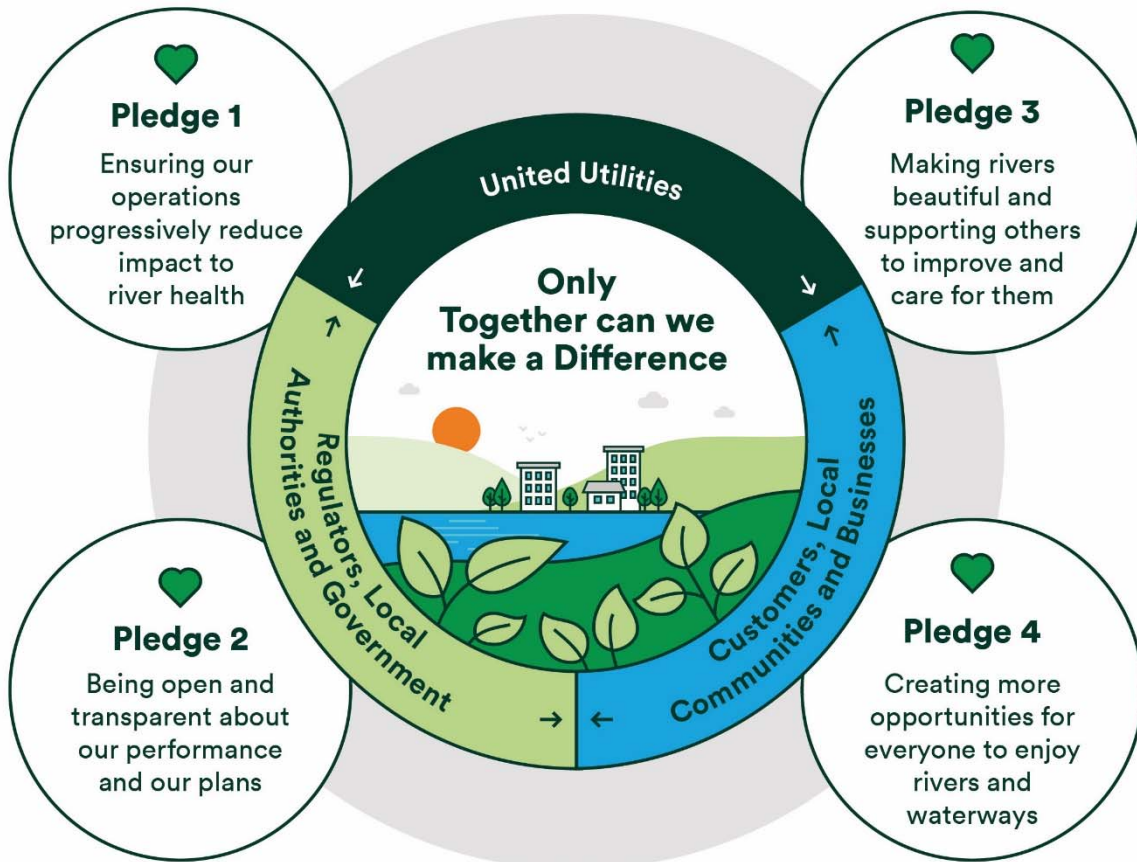 Pledge 1
Ensuring our
operations
progressively reduce
impact to
river health
Pledge 3
Making rivers
beautiful and
supporting others
to improve and
care for them
United Utilities
Only
Together can we
make a Difference
Regulators, Local
Authorities and Government
Customers, Local
Communities and Businesses
Pledge 2
Being open and
transparent about
our performance
and our plans
Pledge 4
Creating more
opportunities for
everyone to enjoy
rivers and
waterways